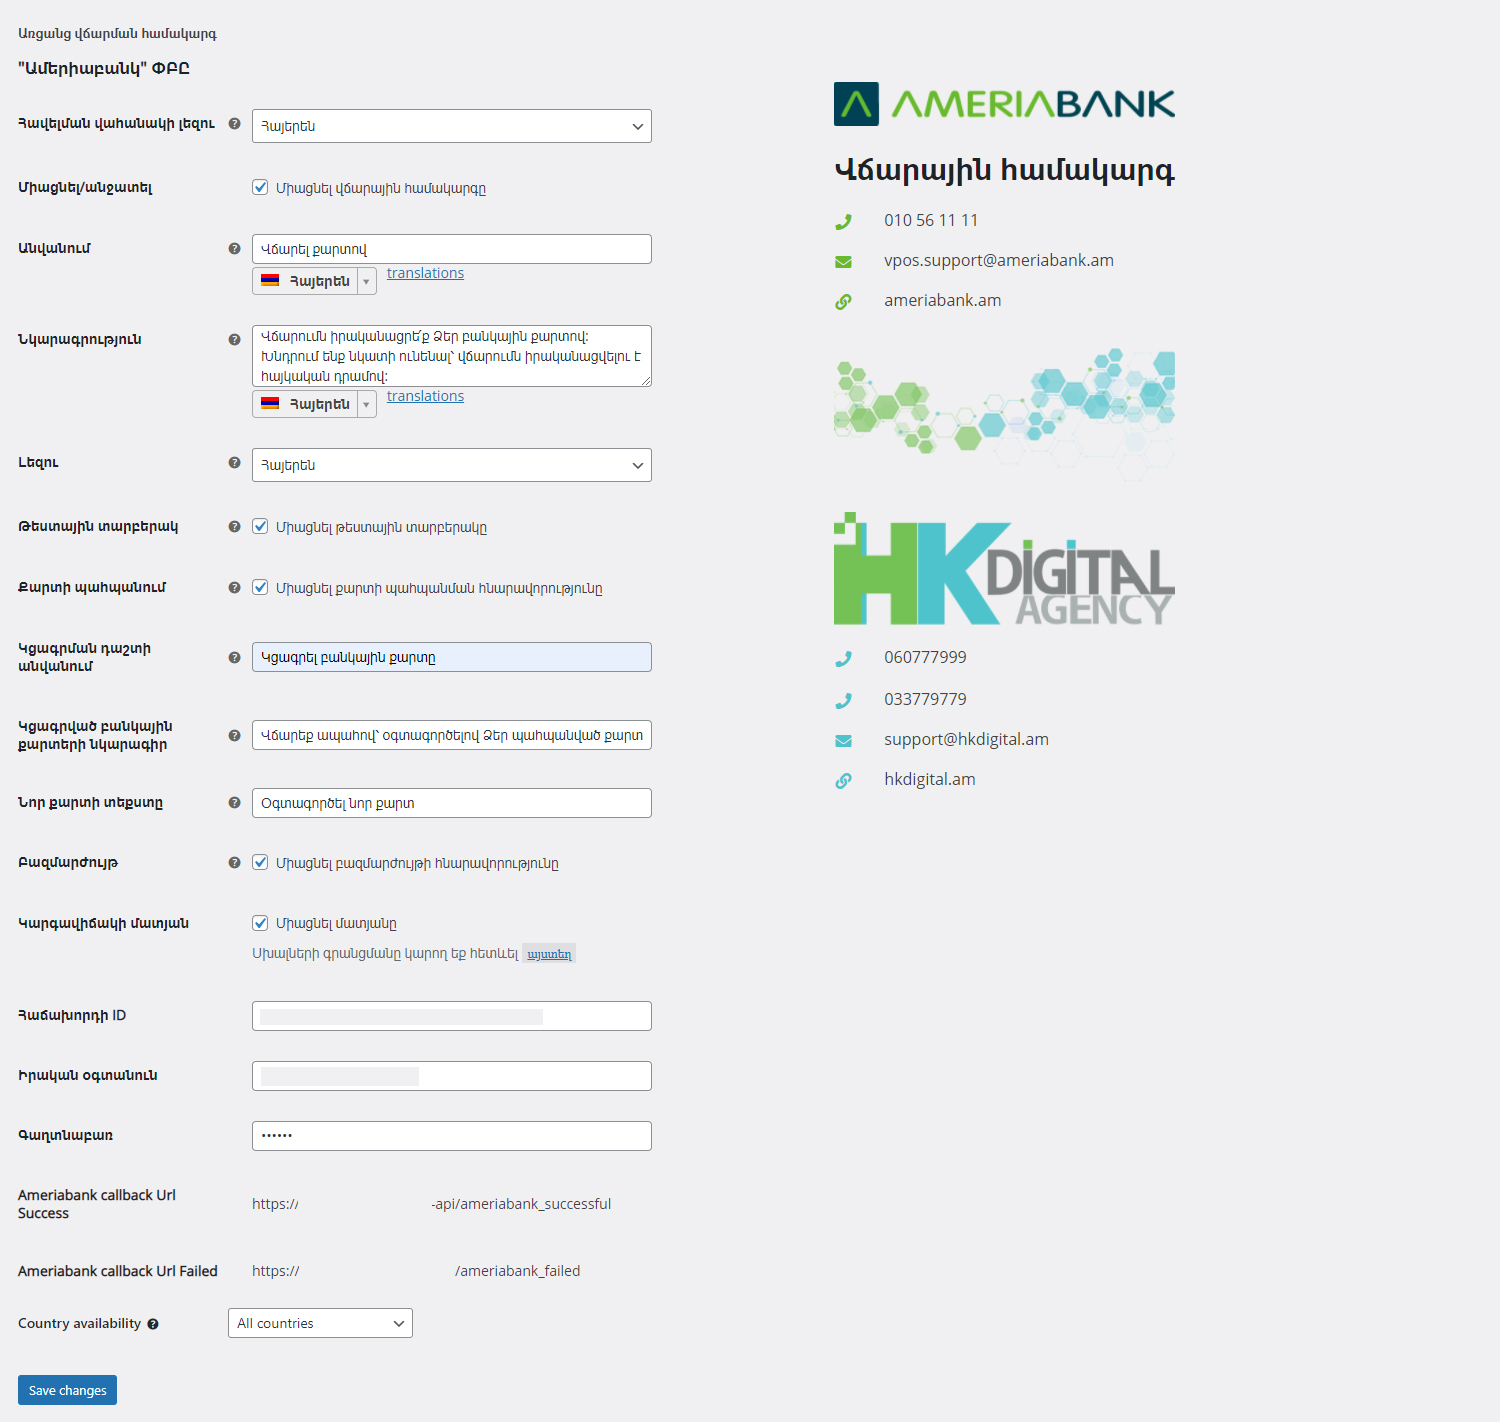 Առցանց վճարման համակարգ
"Ամերիաբանկ" ՓԲԸ
Հավելման վահանակի լեզու
Հայերեն
Միացնել/անջատել
Միացնել վճարային համակարգը
Անվանում
Վճարել քարտով
Հայերեն translations
Նկարագրություն
Վճարումն իրականացրե՛ք Ձեր բանկային քարտով:
Խնդրում ենք նկատի ունենալ՝ վճարումն իրականացվելու է
հայկական դրամով:
Հայերեն translations
Լեզու
Հայերեն
Թեստային տարբերակ
Միացնել թեստային տարբերակը
Քարտի պահպանում
Միացնել քարտի պահպանման հնարավորությունը
Կցագրման դաշտի
անվանում
Կցագրել բանկային քարտը
Կցագրված բանկային
քարտերի նկարագիր
Վճարեք ապահով՝ օգտագործելով Ձեր պահպանված քարտ
Նոր քարտի տեքստը
Օգտագործել նոր քարտ
Բազմարժույթ
Միացնել բազմարժույթի հնարավորությունը
Կարգավիճակի մատյան
Միացնել մատյանը
Սխալների գրանցմանը կարող եք հետևել այստեղ
Հաճախորդի ID
Իրական օգտանուն
Գաղտնաբառ
••••••
Ameriabank callback Url
Success
https:// -api/ameriabank_successful
Ameriabank callback Url Failed
https:// /ameriabank_failed
Country availability
All countries
Save changes
AMERIABANK
Վճարային համակարգ
010 56 11 11
vpos.support@ameriabank.am
ameriabank.am
HK DIGITAL
AGENCY
060777999
033779779
support@hkdigital.am
hkdigital.am